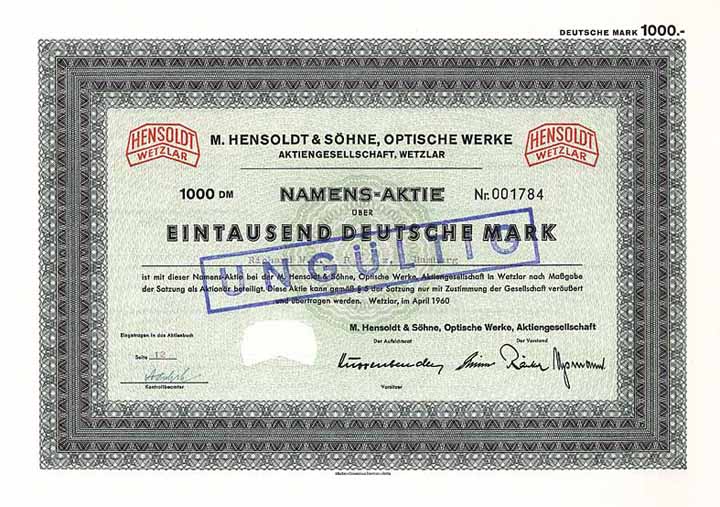 DEUTSCHE MARK 1000.-
HENSOLDT
WETZLAR
M. HENSOLDT & SÖHNE, OPTISCHE WERKE
AKTIENGESELLSCHAFT, WETZLAR
HENSOLDT
WETZLAR
1000 DM NAMENS=AKTIE Nr. 001784
ÜBER
EINTAUSEND DEUTSCHE MARK
Richard Bamberg
UNGÜLTIG
ist mit dieser Namens-Aktie bei der M. Hensoldt & Söhne, Optische Werke, Aktiengesellschaft in Wetzlar nach Maßgabe
der Satzung als Aktionär beteiligt. Diese Aktie kann gemäß § 5 der Satzung nur mit Zustimmung der Gesellschaft veräußert
und übertragen werden. Wetzlar, im April 1960
M. Hensoldt & Söhne, Optische Werke, Aktiengesellschaft
Eingetragen in das Aktienbuch
Der Aufsichtsrat Der Vorstand
Seite 12
Kontrollbeamter
Vorsitzer